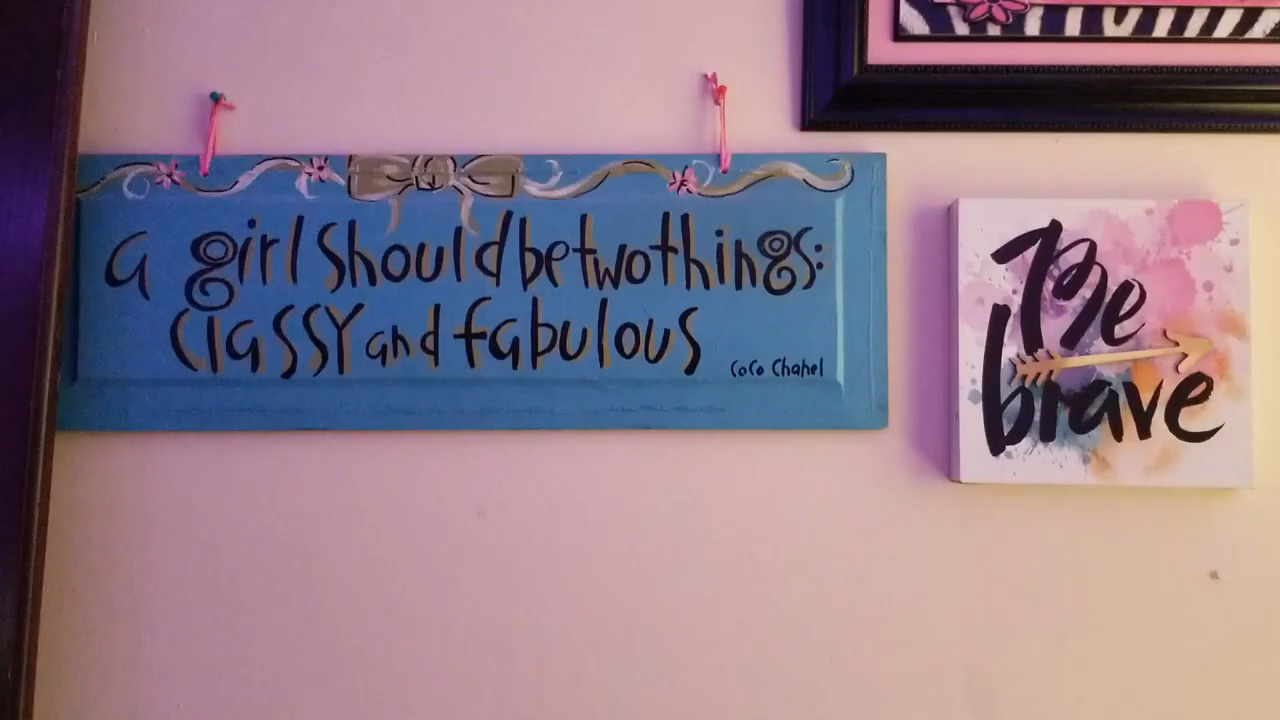 a girl should be two things:
classy and fabulous
Coco Chanel
Be
brave